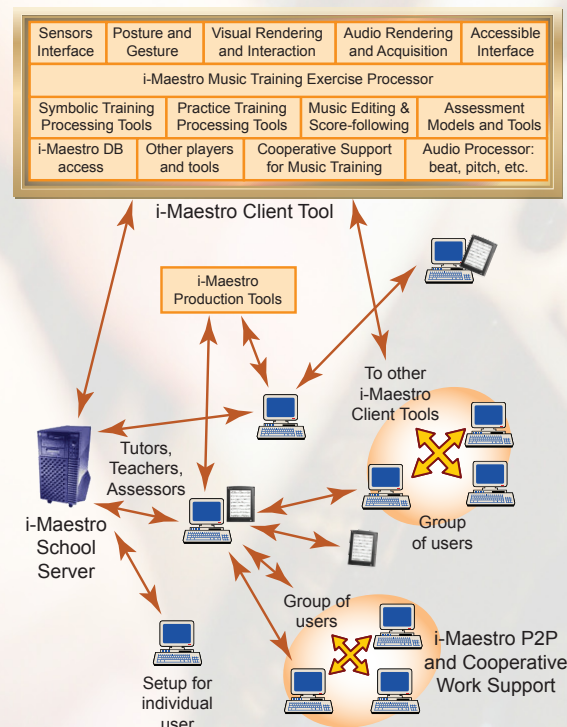 Sensors
Interface
Posture and
Gesture
Visual Rendering
and Interaction
Audio Rendering
and Acquisition
Accessible
Interface
i-Maestro Music Training Exercise Processor
Symbolic Training
Processing Tools
Practice Training
Processing Tools
Music Editing &
Score-following
Assessment
Models and Tools
i-Maestro DB
access
Other players
and tools
Cooperative Support
for Music Training
Audio Processor:
beat, pitch, etc.
i-Maestro Client Tool
i-Maestro
Production Tools
To other
i-Maestro
Client Tools
Tutors,
Teachers,
Assessors
i-Maestro
School
Server
Group
of users
Group of
users
i-Maestro P2P
and Cooperative
Work Support
Setup for
individual
user